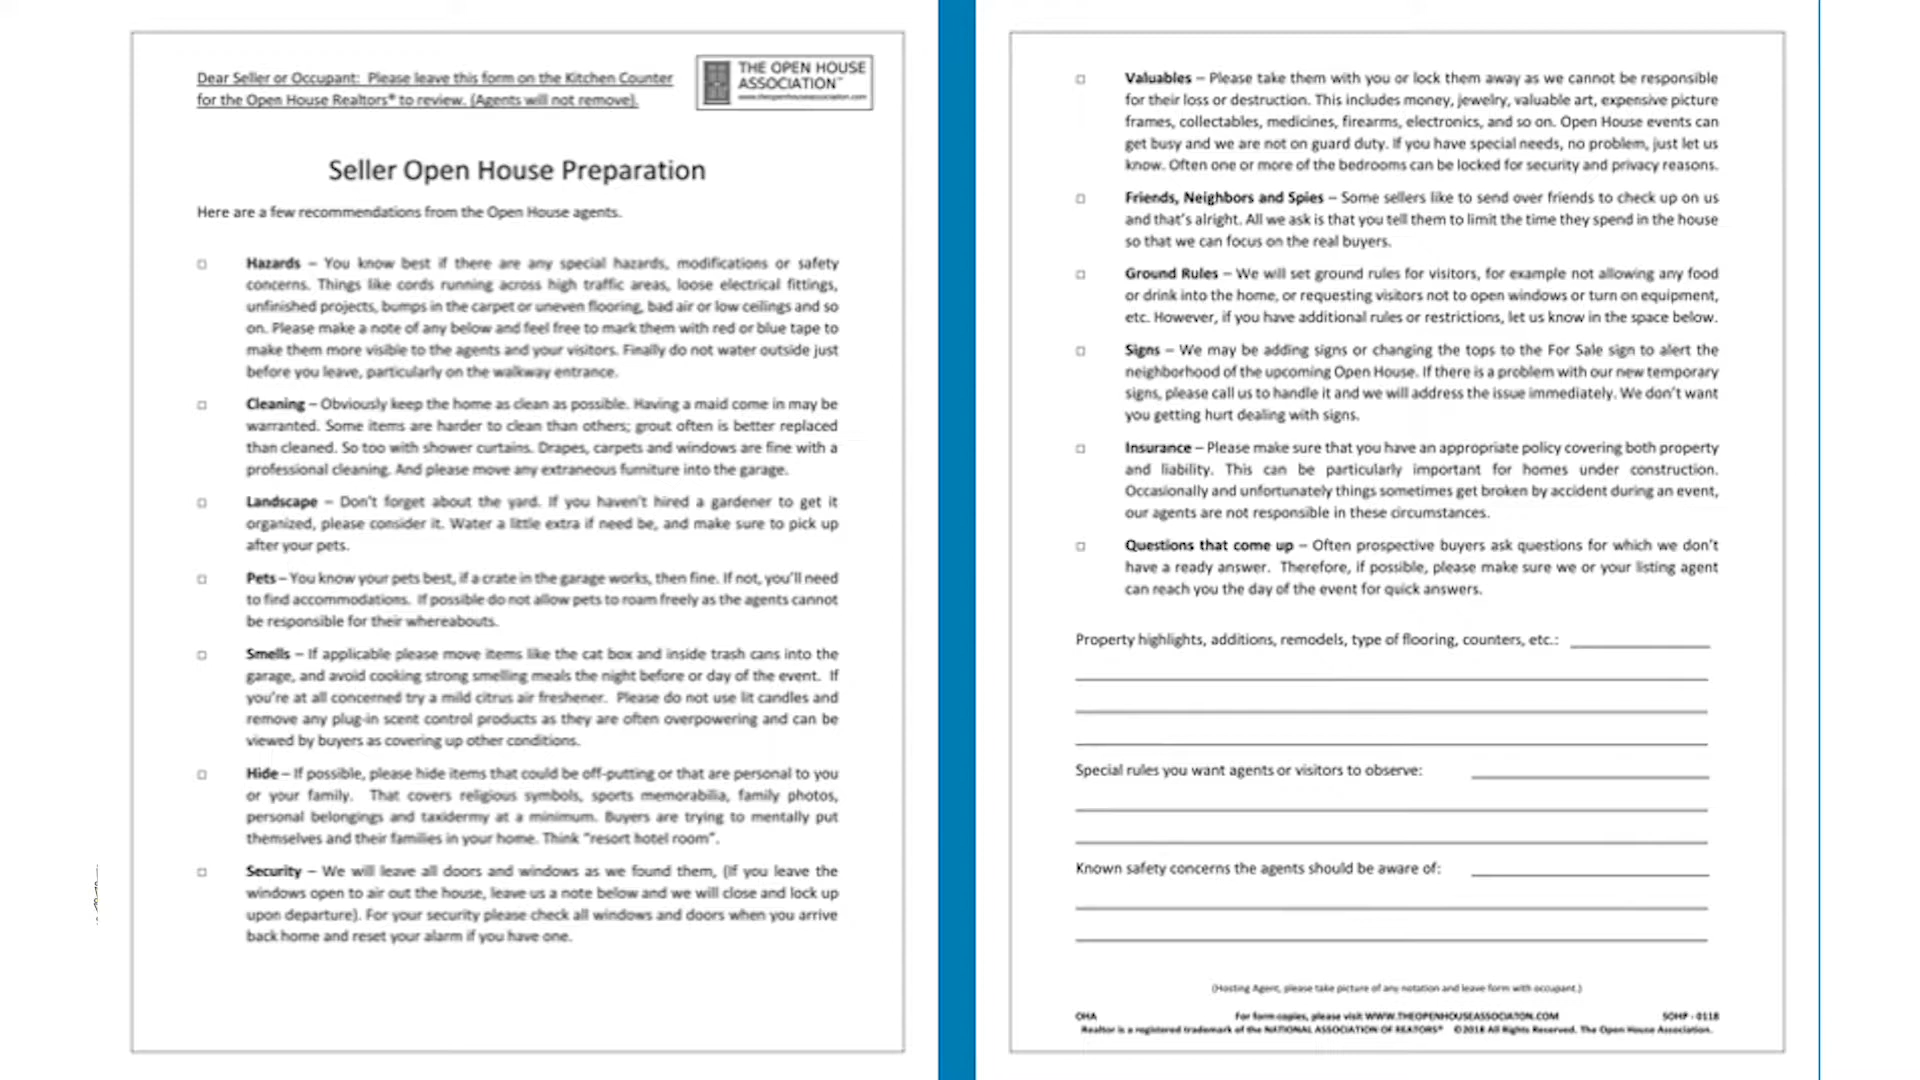 Dear Seller or Occupant:  Please leave this form on the Kitchen Counter
for the Open House Realtors® to review. (Agents will not remove).
THE OPEN HOUSE
ASSOCIATION™
www.theopenhouseassociation.com
Seller Open House Preparation
Here are a few recommendations from the Open House agents.
Hazards – You know best if there are any special hazards, modifications or safety
concerns. Things like cords running across high traffic areas, loose electrical fittings,
unfinished projects, bumps in the carpet or uneven flooring, bad air or low ceilings and so
on. Please make a note of any below and feel free to mark them with red or blue tape to
make them more visible to the agents and your visitors. Finally do not water outside just
before you leave, particularly on the walkway entrance.
Cleaning – Obviously keep the home as clean as possible. Having a maid come in may be
warranted. Some items are harder to clean than others; grout often is better replaced
than cleaned. So too with shower curtains. Drapes, carpets and windows are fine with a
professional cleaning. And please move any extraneous furniture into the garage.
Landscape – Don't forget about the yard. If you haven't hired a gardener to get it
organized, please consider it. Water a little extra if need be, and make sure to pick up
after your pets.
Pets – You know your pets best, if a crate in the garage works, then fine. If not, you'll need
to find accommodations.  If possible do not allow pets to roam freely as the agents cannot
be responsible for their whereabouts.
Smells – If applicable please move items like the cat box and inside trash cans into the
garage, and avoid cooking strong smelling meals the night before or day of the event.  If
you're at all concerned try a mild citrus air freshener.  Please do not use lit candles and
remove any plug-in scent control products as they are often overpowering and can be
viewed by buyers as covering up other conditions.
Hide – If possible, please hide items that could be off-putting or that are personal to you
or your family.  That covers religious symbols, sports memorabilia, family photos,
personal belongings and taxidermy at a minimum. Buyers are trying to mentally put
themselves and their families in your home. Think "resort hotel room".
Security – We will leave all doors and windows as we found them, (If you leave the
windows open to air out the house, leave us a note below and we will close and lock up
upon departure). For your security please check all windows and doors when you arrive
back home and reset your alarm if you have one.
Valuables – Please take them with you or lock them away as we cannot be responsible
for their loss or destruction. This includes money, jewelry, valuable art, expensive picture
frames, collectables, medicines, firearms, electronics, and so on. Open House events can
get busy and we are not on guard duty. If you have special needs, no problem, just let us
know. Often one or more of the bedrooms can be locked for security and privacy reasons.
Friends, Neighbors and Spies – Some sellers like to send over friends to check up on us
and that's alright. All we ask is that you tell them to limit the time they spend in the house
so that we can focus on the real buyers.
Ground Rules – We will set ground rules for visitors, for example not allowing any food
or drink into the home, or requesting visitors not to open windows or turn on equipment,
etc. However, if you have additional rules or restrictions, let us know in the space below.
Signs – We may be adding signs or changing the tops to the For Sale sign to alert the
neighborhood of the upcoming Open House. If there is a problem with our new temporary
signs, please call us to handle it and we will address the issue immediately. We don't want
you getting hurt dealing with signs.
Insurance – Please make sure that you have an appropriate policy covering both property
and liability. This can be particularly important for homes under construction.
Occasionally and unfortunately things sometimes get broken by accident during an event,
our agents are not responsible in these circumstances.
Questions that come up – Often prospective buyers ask questions for which we don't
have a ready answer.  Therefore, if possible, please make sure we or your listing agent
can reach you the day of the event for quick answers.
Property highlights, additions, remodels, type of flooring, counters, etc.:
Special rules you want agents or visitors to observe:
Known safety concerns the agents should be aware of:
(Hosting Agent, please take picture of any notation and leave form with occupant.)
OHA For form copies, please visit WWW.THEOPENHOUSEASSOCIATON.COM SOHP - 0118
Realtor is a registered trademark of the NATIONAL ASSOCIATION OF REATORS®  ©2018 All Rights Reserved. The Open House Association.